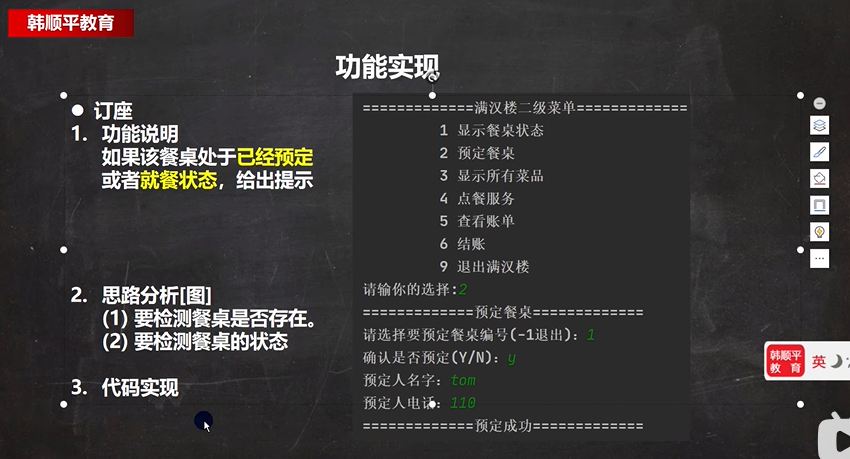 韩顺平教育
功能实现
● 订座
1. 功能说明
如果该餐桌处于已经预定
或者就餐状态，给出提示
2. 思路分析[图]
(1) 要检测餐桌是否存在。
(2) 要检测餐桌的状态
3. 代码实现
=============满汉楼二级菜单=============
1 显示餐桌状态
2 预定餐桌
3 显示所有菜品
4 点餐服务
5 查看账单
6 结账
9 退出满汉楼
请输你的选择:2
=============预定餐桌=============
请选择要预定餐桌编号(-1退出): 1
确认是否预定(Y/N): y
预定人名字: tom
预定人电话: 110
=============预定成功=============
韩顺平
教 育
英